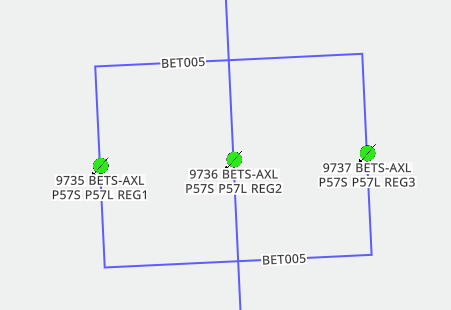 BET005
9735 BETS-AXL
P57S P57L REG1
9736 BETS-AXL
P57S P57L REG2
9737 BETS-AXL
P57S P57L REG3
BET005